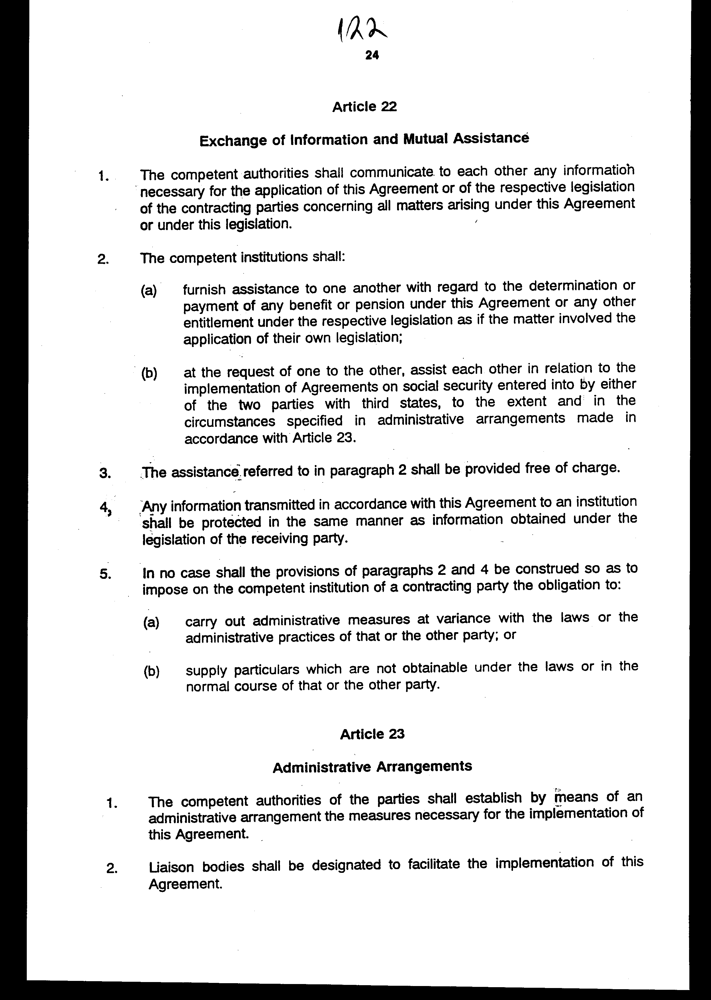 122
24
Article 22
Exchange of Information and Mutual Assistance
1. The competent authorities shall communicate to each other any information
necessary for the application of this Agreement or of the respective legislation
of the contracting parties concerning all matters arising under this Agreement
or under this legislation.
2. The competent institutions shall:
(a) furnish assistance to one another with regard to the determination or
payment of any benefit or pension under this Agreement or any other
entitlement under the respective legislation as if the matter involved the
application of their own legislation;
(b) at the request of one to the other, assist each other in relation to the
implementation of Agreements on social security entered into by either
of the two parties with third states, to the extent and in the
circumstances specified in administrative arrangements made in
accordance with Article 23.
3. The assistance referred to in paragraph 2 shall be provided free of charge.
4, Any information transmitted in accordance with this Agreement to an institution
shall be protected in the same manner as information obtained under the
legislation of the receiving party.
5. In no case shall the provisions of paragraphs 2 and 4 be construed so as to
impose on the competent institution of a contracting party the obligation to:
(a) carry out administrative measures at variance with the laws or the
administrative practices of that or the other party; or
(b) supply particulars which are not obtainable under the laws or in the
normal course of that or the other party.
Article 23
Administrative Arrangements
1. The competent authorities of the parties shall establish by means of an
administrative arrangement the measures necessary for the implementation of
this Agreement.
2. Liaison bodies shall be designated to facilitate the implementation of this
Agreement.